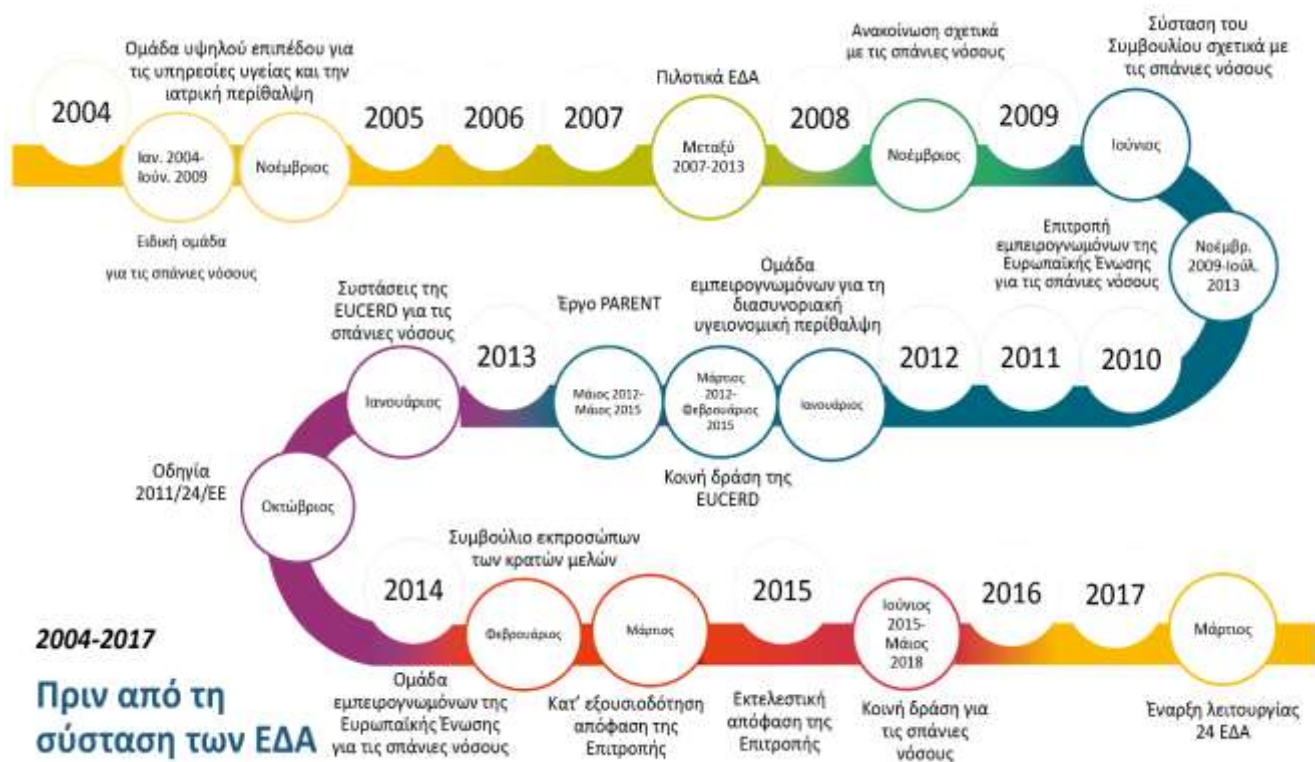 2004
Ιαν. 2004-
Ιούν. 2009
Ειδική ομάδα
για τις σπάνιες νόσους
Ομάδα υψηλού επιπέδου για
τις υπηρεσίες υγείας και την
ιατρική περίθαλψη
Νοέμβριος
2005
2006
2007
Πιλοτικά ΕΔΑ
Μεταξύ
2007-2013
2008
Ανακοίνωση σχετικά
με τις σπάνιες νόσους
Νοέμβριος
2009
Σύσταση του
Συμβουλίου σχετικά με
τις σπάνιες νόσους
Ιούνιος
Επιτροπή
εμπειρογνωμόνων της
Ευρωπαϊκής Ένωσης
για τις σπάνιες νόσους
Νοέμβρ.
2009-Ιούλ.
2013
2010
2011
2012
Ομάδα
εμπειρογνωμόνων για τη
διασυνοριακή
υγειονομική περίθαλψη
Ιανουάριος
Μάρτιος
2012-
Φεβρουάριος
2015
Κοινή δράση της
EUCERD
Έργο PARENT
Μάιος 2012-
Μάιος 2015
2013
Συστάσεις της
EUCERD για τις
σπάνιες νόσους
Ιανουάριος
Οδηγία
2011/24/ΕΕ
Οκτώβριος
2014
Ομάδα
εμπειρογνωμόνων της
Ευρωπαϊκής Ένωσης
για τις σπάνιες νόσους
Συμβούλιο εκπροσώπων
των κρατών μελών
Φεβρουάριος
Μάρτιος
Κατ' εξουσιοδότηση
απόφαση της
Επιτροπής
2015
Εκτελεστική
απόφαση της
Επιτροπής
Ιούνιος
2015-
Μάιος
2018
Κοινή δράση για
τις σπάνιες
νόσους
2016
2017
Μάρτιος
Έναρξη λειτουργίας
24 ΕΔΑ
2004-2017
Πριν από τη
σύσταση των ΕΔΑ